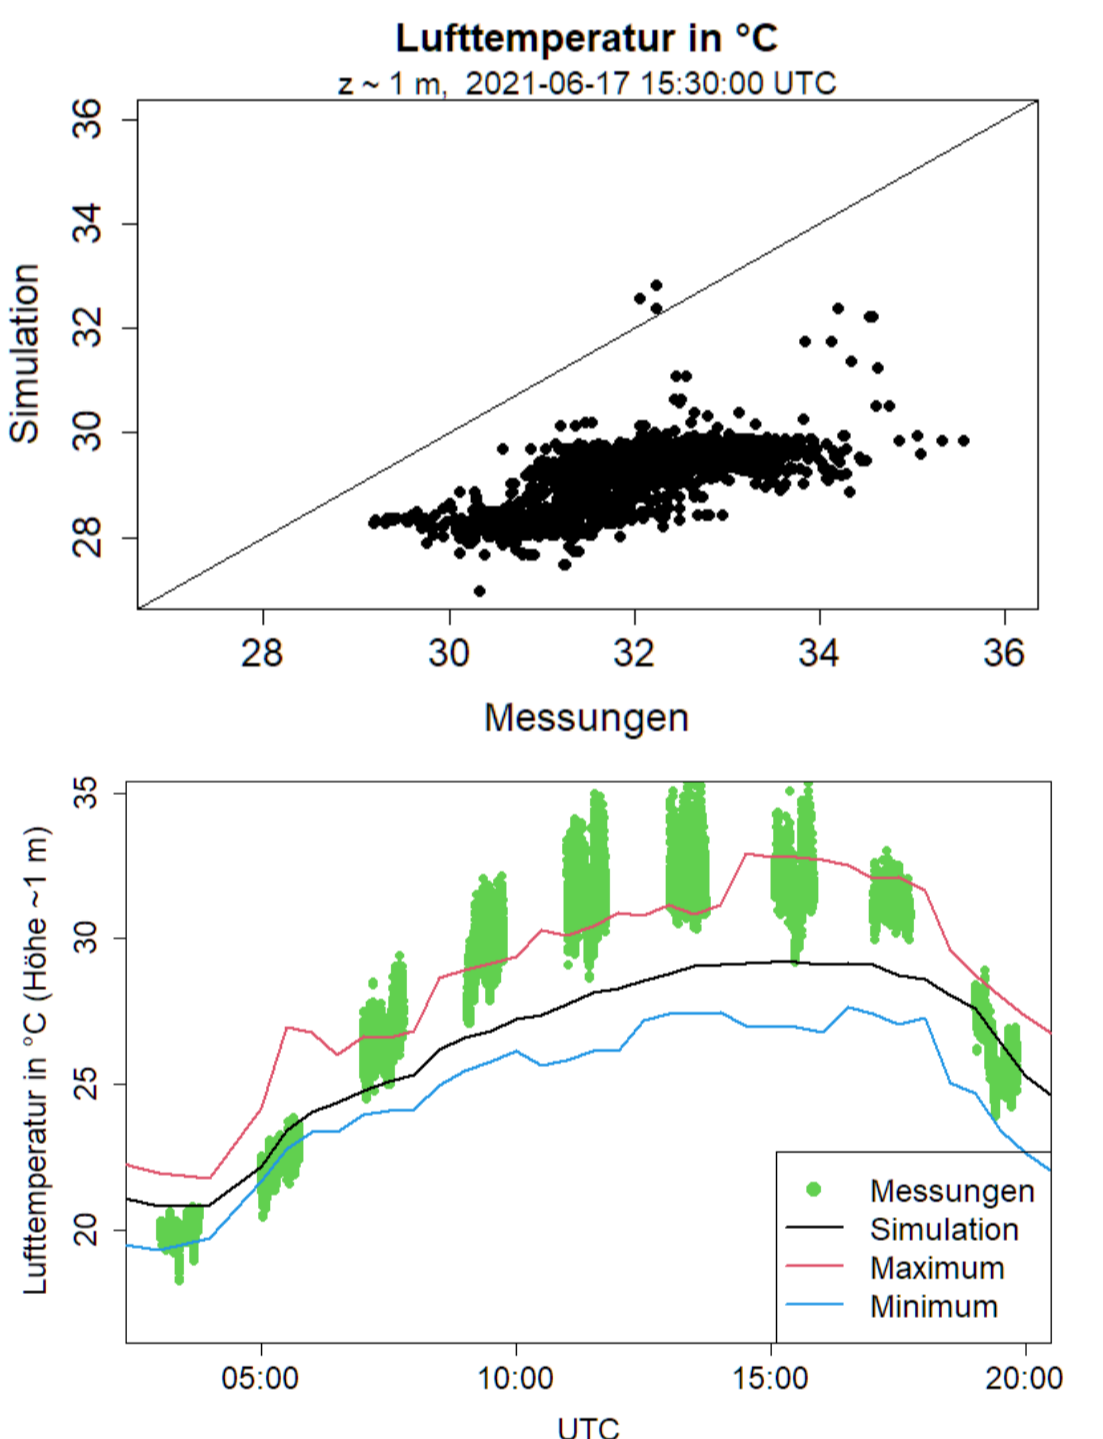 Lufttemperatur in °C
z ~ 1 m, 2021-06-17 15:30:00 UTC
Simulation
36
34
32
30
28
28 30 32 34 36
Messungen
Lufttemperatur in °C (Höhe ~1 m)
35
30
25
20
Messungen
Simulation
Maximum
Minimum
05:00 10:00 15:00 20:00
UTC